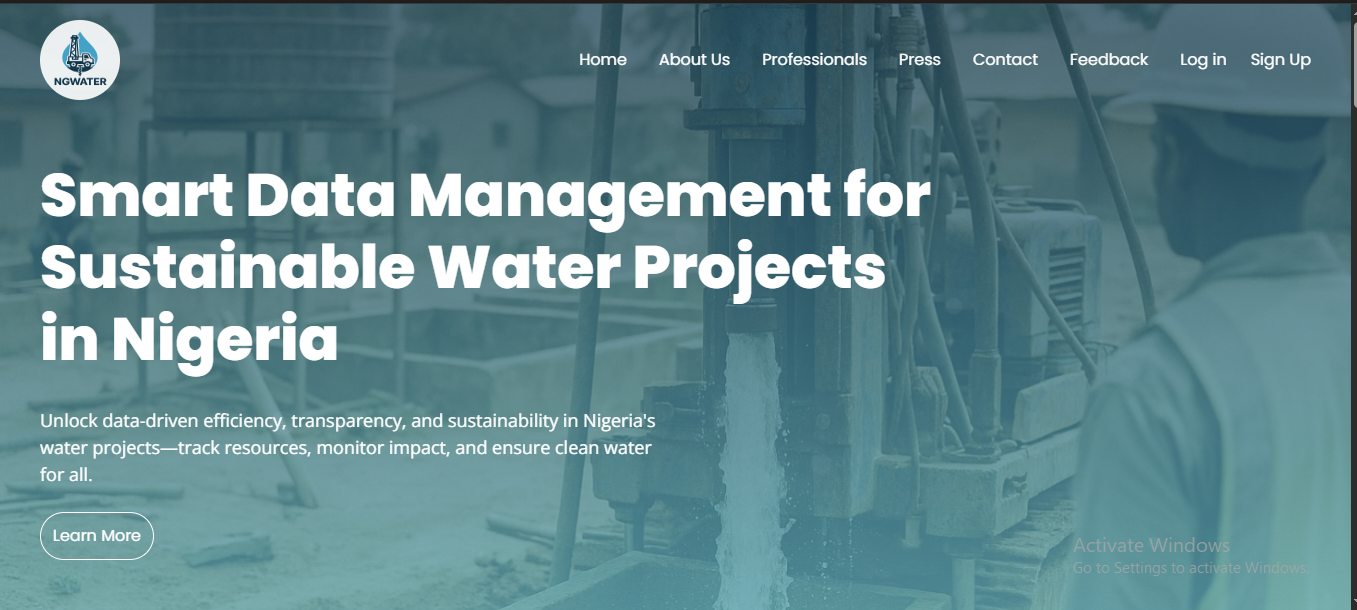 NGWATER
Home About Us Professionals Press Contact Feedback Log in Sign Up
Smart Data Management for
Sustainable Water Projects
in Nigeria
Unlock data-driven efficiency, transparency, and sustainability in Nigeria's
water projects—track resources, monitor impact, and ensure clean water
for all.
Learn More
Activate Windows
Go to Settings to activate Windows.